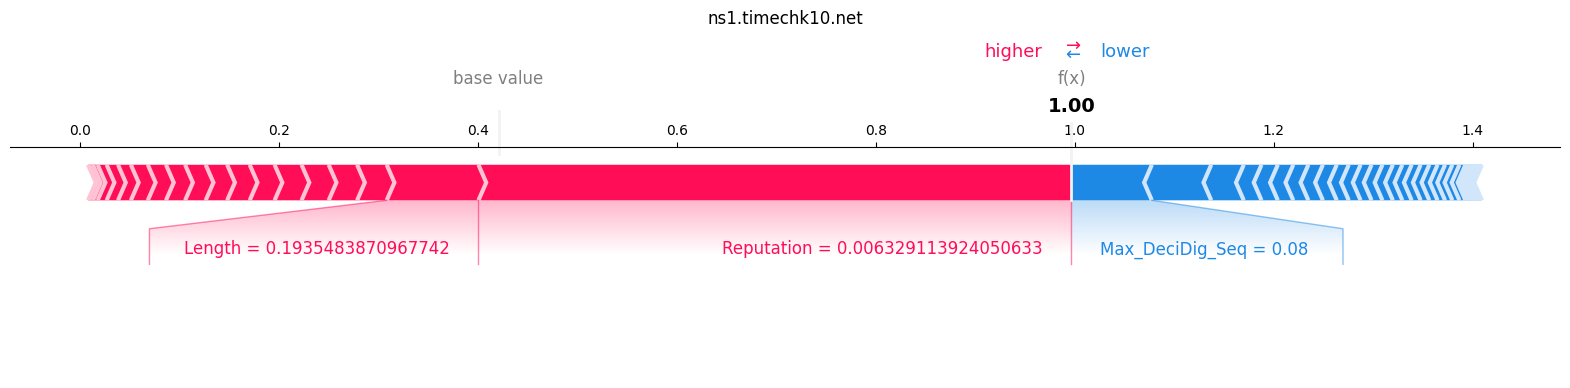 ns1.timechk10.net
higher ⇄ lower
base value f(x)
1.00
0.0 0.2 0.4 0.6 0.8 1.0 1.2 1.4
Length = 0.1935483870967742 Reputation = 0.006329113924050633 Max_DeciDig_Seq = 0.08